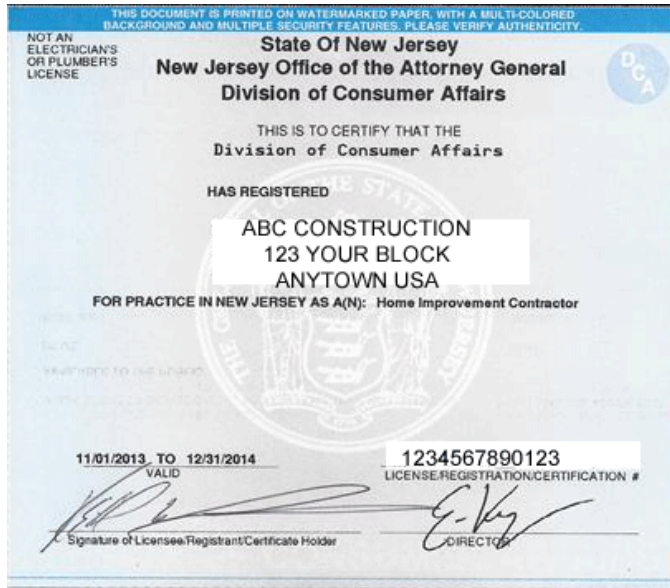 THIS DOCUMENT IS PRINTED ON WATERMARKED PAPER, WITH A MULTI-COLORED
BACKGROUND AND MULTIPLE SECURITY FEATURES. PLEASE VERIFY AUTHENTICITY.
NOT AN
ELECTRICIAN'S
OR PLUMBER'S
LICENSE
State Of New Jersey
New Jersey Office of the Attorney General
Division of Consumer Affairs
DCA
THIS IS TO CERTIFY THAT THE
Division of Consumer Affairs
HAS REGISTERED
ABC CONSTRUCTION
123 YOUR BLOCK
ANYTOWN USA
FOR PRACTICE IN NEW JERSEY AS A(N): Home Improvement Contractor
11/01/2013 TO 12/31/2014
VALID
1234567890123
LICENSE/REGISTRATION/CERTIFICATION #
Signature of Licensee/Registrant/Certificate Holder
DIRECTOR